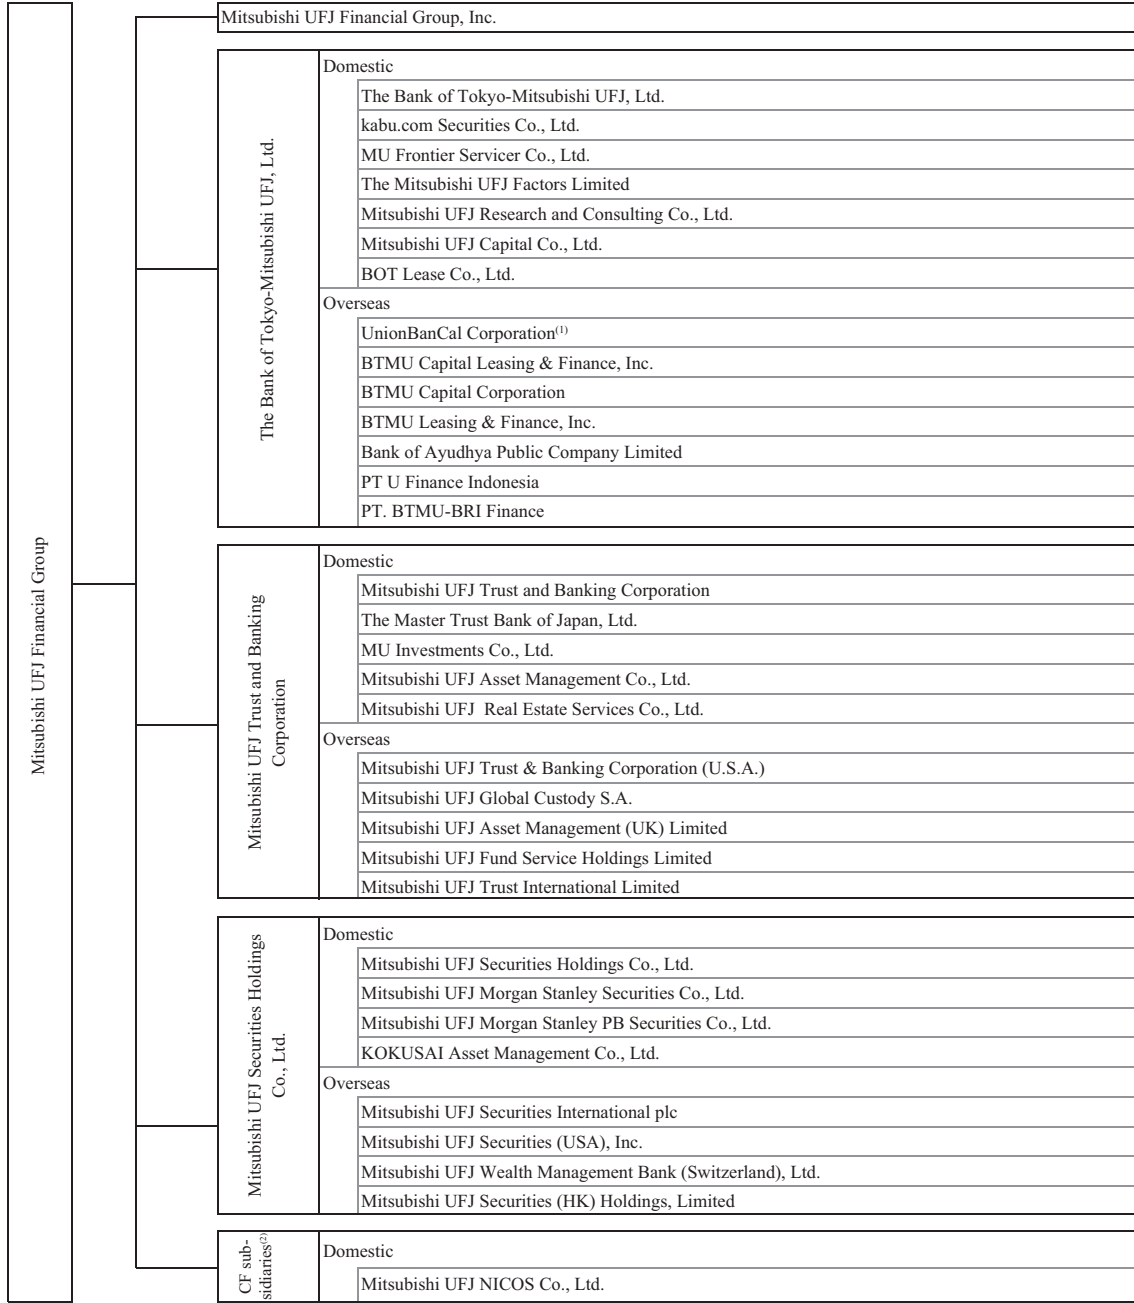 Mitsubishi UFJ Financial Group
Mitsubishi UFJ Financial Group, Inc.
The Bank of Tokyo-Mitsubishi UFJ, Ltd.
Domestic
The Bank of Tokyo-Mitsubishi UFJ, Ltd.
kabu.com Securities Co., Ltd.
MU Frontier Servicer Co., Ltd.
The Mitsubishi UFJ Factors Limited
Mitsubishi UFJ Research and Consulting Co., Ltd.
Mitsubishi UFJ Capital Co., Ltd.
BOT Lease Co., Ltd.
Overseas
UnionBanCal Corporation(1)
BTMU Capital Leasing & Finance, Inc.
BTMU Capital Corporation
BTMU Leasing & Finance, Inc.
Bank of Ayudhya Public Company Limited
PT U Finance Indonesia
PT. BTMU-BRI Finance
Mitsubishi UFJ Trust and Banking
Corporation
Domestic
Mitsubishi UFJ Trust and Banking Corporation
The Master Trust Bank of Japan, Ltd.
MU Investments Co., Ltd.
Mitsubishi UFJ Asset Management Co., Ltd.
Mitsubishi UFJ  Real Estate Services Co., Ltd.
Overseas
Mitsubishi UFJ Trust & Banking Corporation (U.S.A.)
Mitsubishi UFJ Global Custody S.A.
Mitsubishi UFJ Asset Management (UK) Limited
Mitsubishi UFJ Fund Service Holdings Limited
Mitsubishi UFJ Trust International Limited
Mitsubishi UFJ Securities Holdings
Co., Ltd.
Domestic
Mitsubishi UFJ Securities Holdings Co., Ltd.
Mitsubishi UFJ Morgan Stanley Securities Co., Ltd.
Mitsubishi UFJ Morgan Stanley PB Securities Co., Ltd.
KOKUSAI Asset Management Co., Ltd.
Overseas
Mitsubishi UFJ Securities International plc
Mitsubishi UFJ Securities (USA), Inc.
Mitsubishi UFJ Wealth Management Bank (Switzerland), Ltd.
Mitsubishi UFJ Securities (HK) Holdings, Limited
CF sub-
sidiaries(2)
Domestic
Mitsubishi UFJ NICOS Co., Ltd.